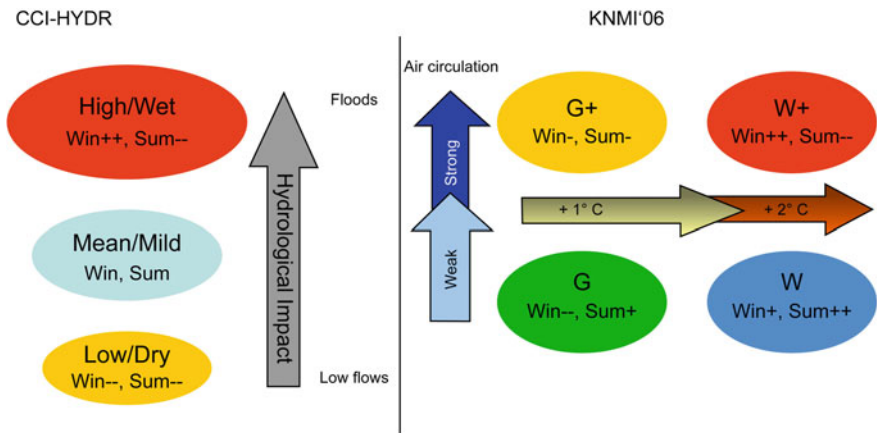 CCI-HYDR
High/Wet
Win++, Sum--
Mean/Mild
Win, Sum
Low/Dry
Win--, Sum--
Floods
Hydrological Impact
Low flows
KNMI‘06
Air circulation
Strong
Weak
G+
Win-, Sum-
W+
Win++, Sum--
+ 1° C
+ 2° C
G
Win--, Sum+
W
Win+, Sum++